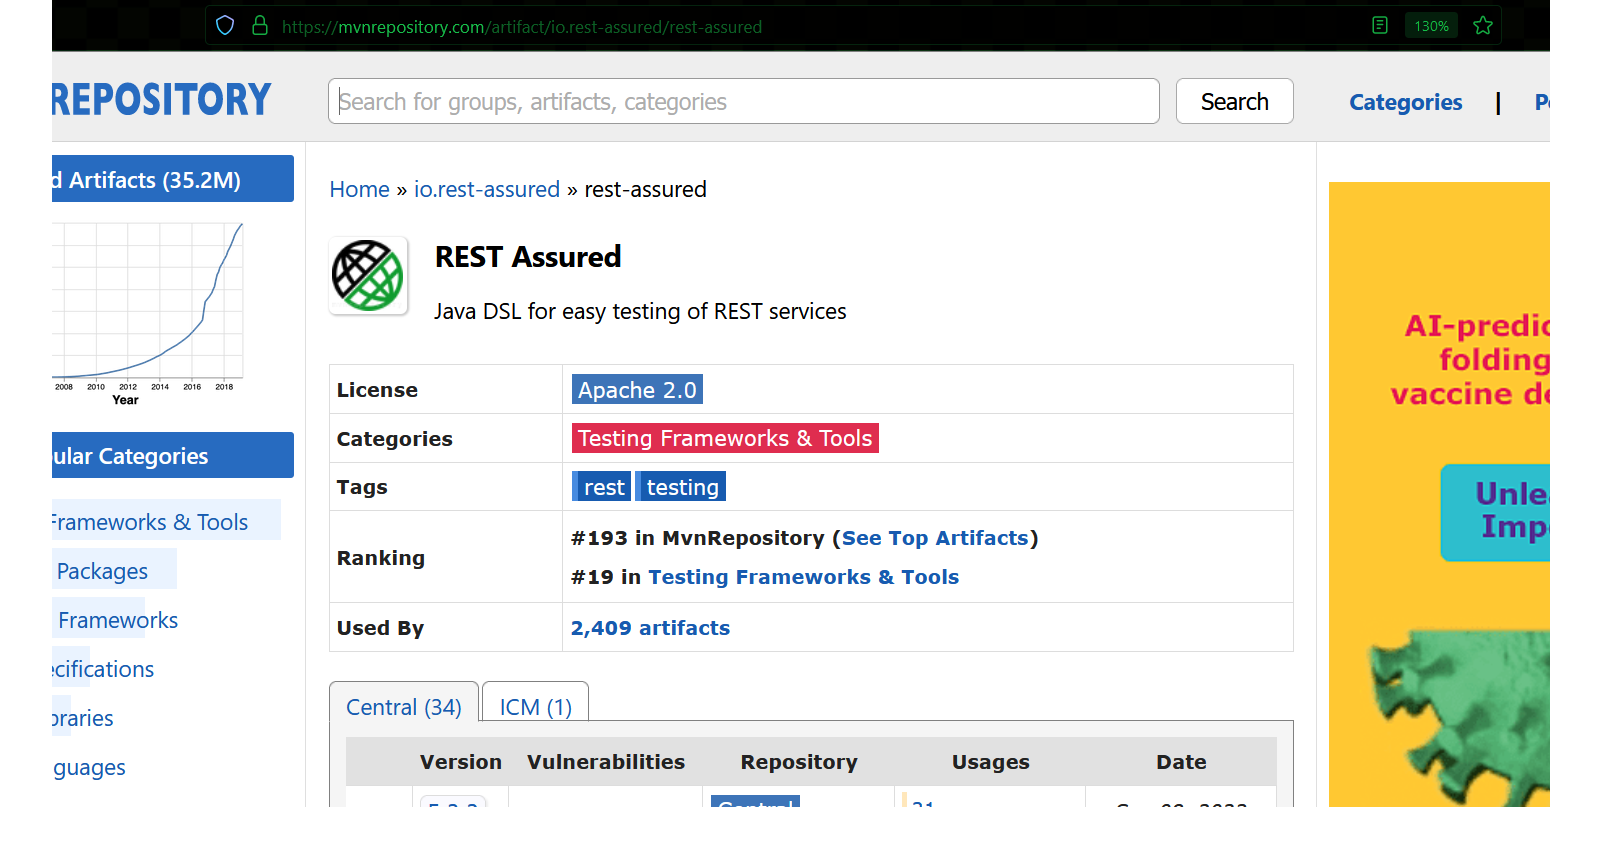 https://mvnrepository.com/artifact/io.rest-assured/rest-assured
130%
REPOSITORY
Search for groups, artifacts, categories
Search
Categories
|
d Artifacts (35.2M)
2008 2010 2012 2014 2016 2018
Year
ular Categories
Frameworks & Tools
Packages
Frameworks
ecifications
braries
guages
Home » io.rest-assured » rest-assured
REST Assured
Java DSL for easy testing of REST services
License
Apache 2.0
Categories
Testing Frameworks & Tools
Tags
rest testing
Ranking
#193 in MvnRepository (See Top Artifacts)
#19 in Testing Frameworks & Tools
Used By
2,409 artifacts
Central (34)
ICM (1)
Version Vulnerabilities Repository Usages Date
Central
AI-predic
folding
vaccine de
Unle
Imp